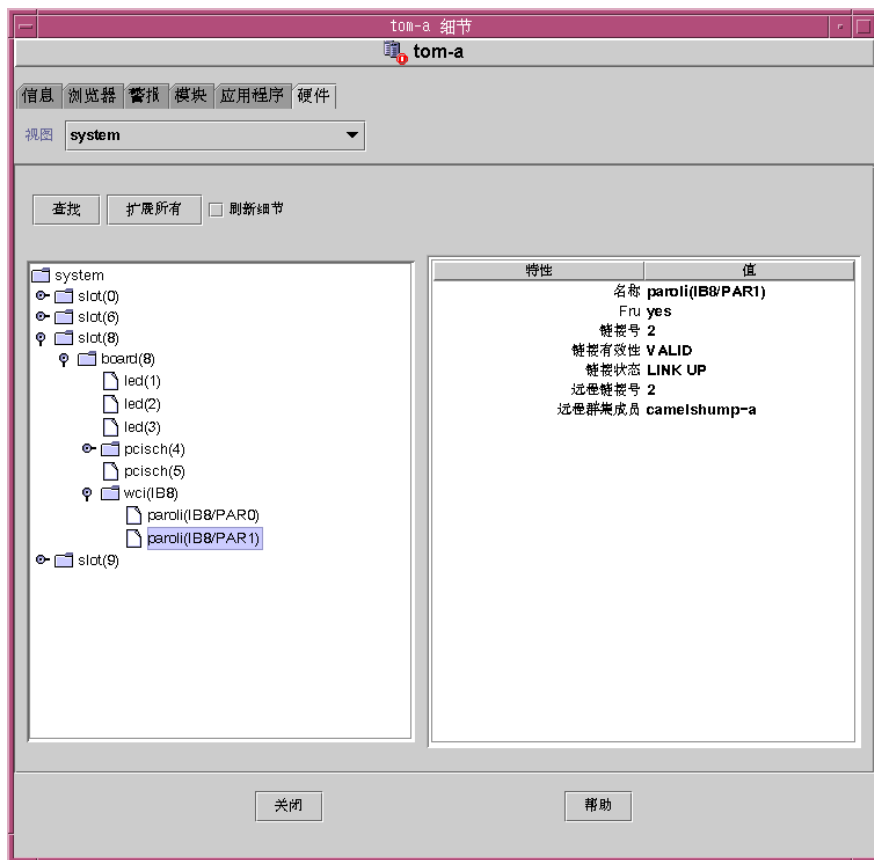 tom-a 细节
tom-a
信息 浏览器 警报 模块 应用程序 硬件
视图 system
查找 扩展所有 刷新细节
system
slot(0)
slot(6)
slot(8)
board(8)
led(1)
led(2)
led(3)
pcisch(4)
pcisch(5)
wci(IB8)
paroli(IB8/PAR0)
paroli(IB8/PAR1)
slot(9)
特性 值
名称 paroli(IB8/PAR1)
Fru yes
链接号 2
链接有效性 VALID
链接状态 LINK UP
远程链接号 2
远程群集成员 camelshump-a
关闭 帮助